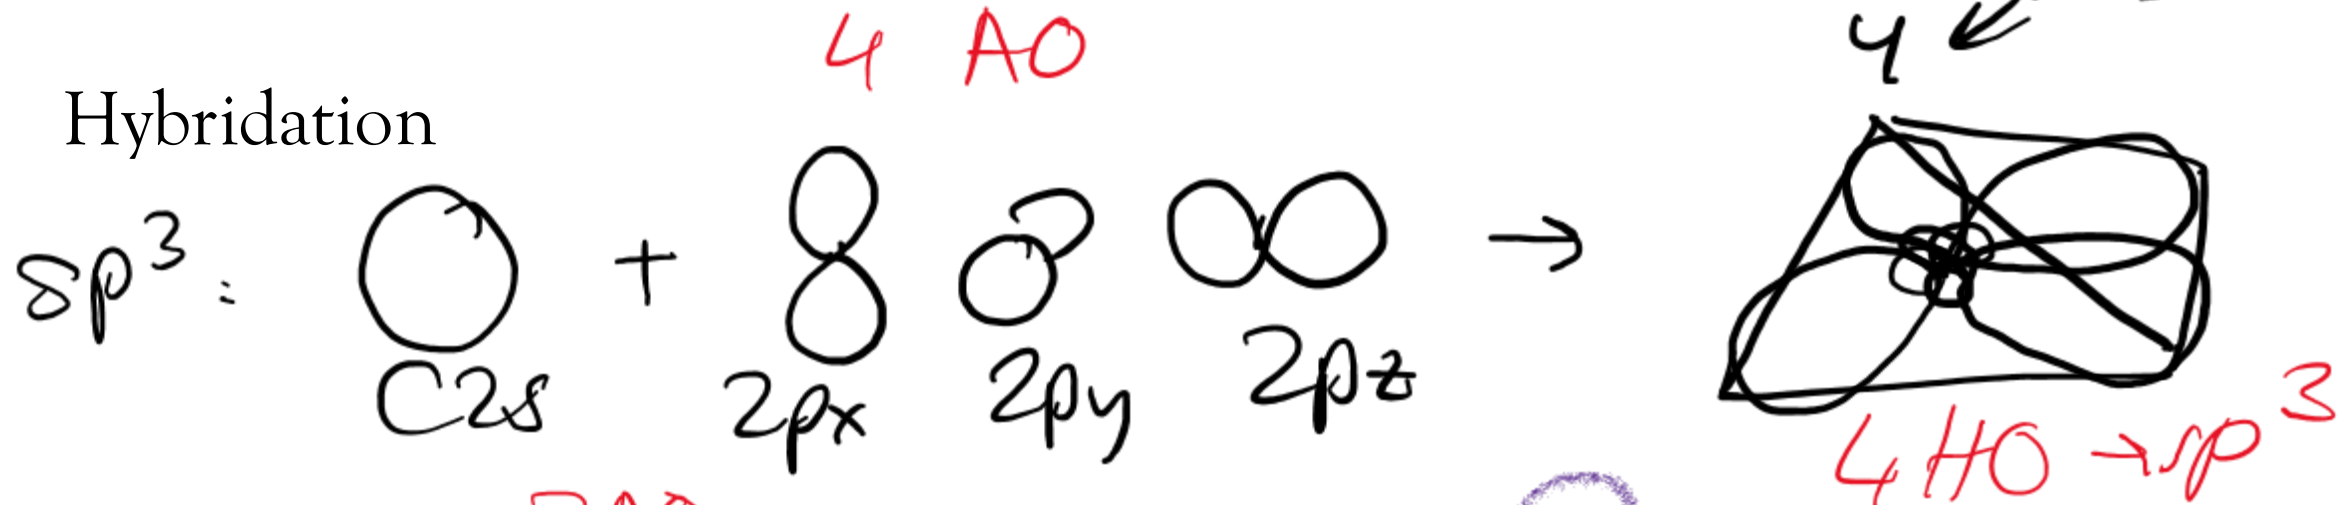 4 AO
4
Hybridation
sp³:
C2s 2px 2py 2pz
+ →
4 HO → sp³